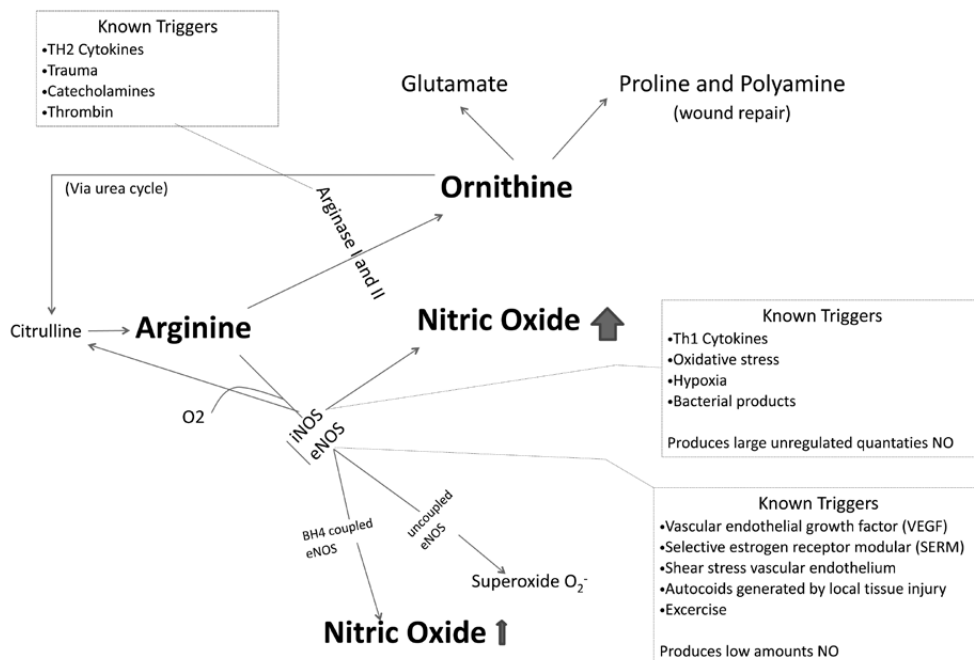 Known Triggers
•TH2 Cytokines
•Trauma
•Catecholamines
•Thrombin
Glutamate
Proline and Polyamine
(wound repair)
(Via urea cycle)
Ornithine
Arginase I and II
Citrulline
Arginine
Nitric Oxide
O2
iNOS
eNOS
Known Triggers
•Th1 Cytokines
•Oxidative stress
•Hypoxia
•Bacterial products
Produces large unregulated quantaties NO
BH4 coupled
eNOS
uncoupled
eNOS
Superoxide O₂⁻
Nitric Oxide
Known Triggers
•Vascular endothelial growth factor (VEGF)
•Selective estrogen receptor modular (SERM)
•Shear stress vascular endothelium
•Autocoids generated by local tissue injury
•Excercise
Produces low amounts NO